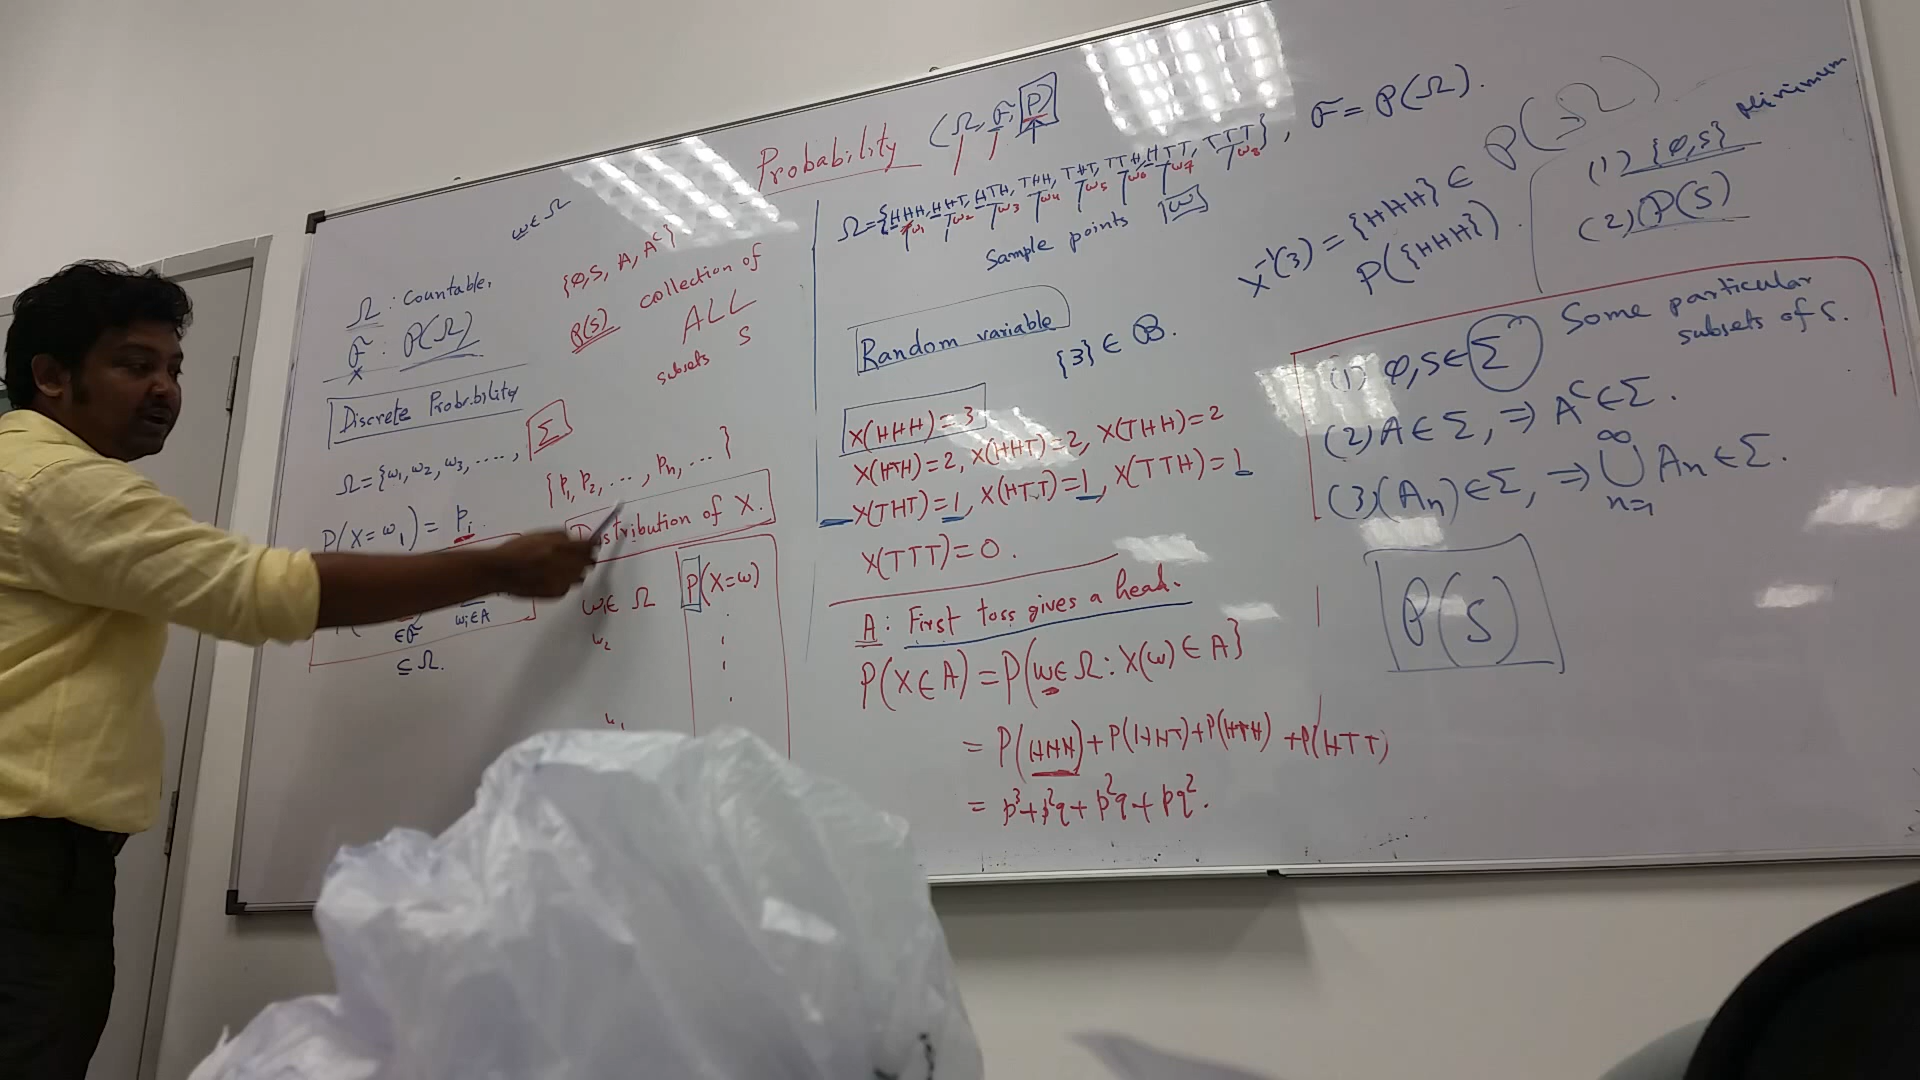 Probability (Ω, F, P)
ω ∈ Ω
Ω : Countable.
F : P(Ω)
Discrete Probability
Ω = {ω₁, ω₂, ω₃, ....,
Σ
P(X=ω₁) = pᵢ
∈F ωᵢ∈A
⊆ Ω.
{φ, S, A, Aᶜ}
P(S) collection of
ALL
subsets S
{p₁, p₂, ..., pₙ, ... }
Distribution of X.
ω₁∈ Ω P(X=ω)
ω₂
Ω = {HHH, HHT, HTH, THH, THT, TTH, HTT, TTT}, F = P(Ω).
ω₁ ω₂ ω₃ ω₄ ω₅ ω₆ ω₇ ω₈
Sample points ω
Random variable
{3} ∈ B.
X(HHH) = 3
X(HTH) = 2, X(HHT) = 2, X(THH) = 2
X(THT) = 1, X(HTT) = 1, X(TTH) = 1
X(TTT) = 0.
A : First toss gives a head.
P(X∈A) = P{ω∈ Ω : X(ω) ∈ A}
= P(HHH) + P(HHT) + P(HTH) + P(HTT)
= p³ + p²q + p²q + pq².
X⁻¹(3) = {HHH} ∈ P(Ω)
P({HHH}).
(1) {φ, S} Minimum
(2) P(S)
Some particular
subsets of S.
(1) φ, S ∈ Σ
(2) A ∈ Σ, ⇒ Aᶜ ∈ Σ.
(3) (Aₙ) ∈ Σ, ⇒ ∞⋃n=1 Aₙ ∈ Σ.
P(S)